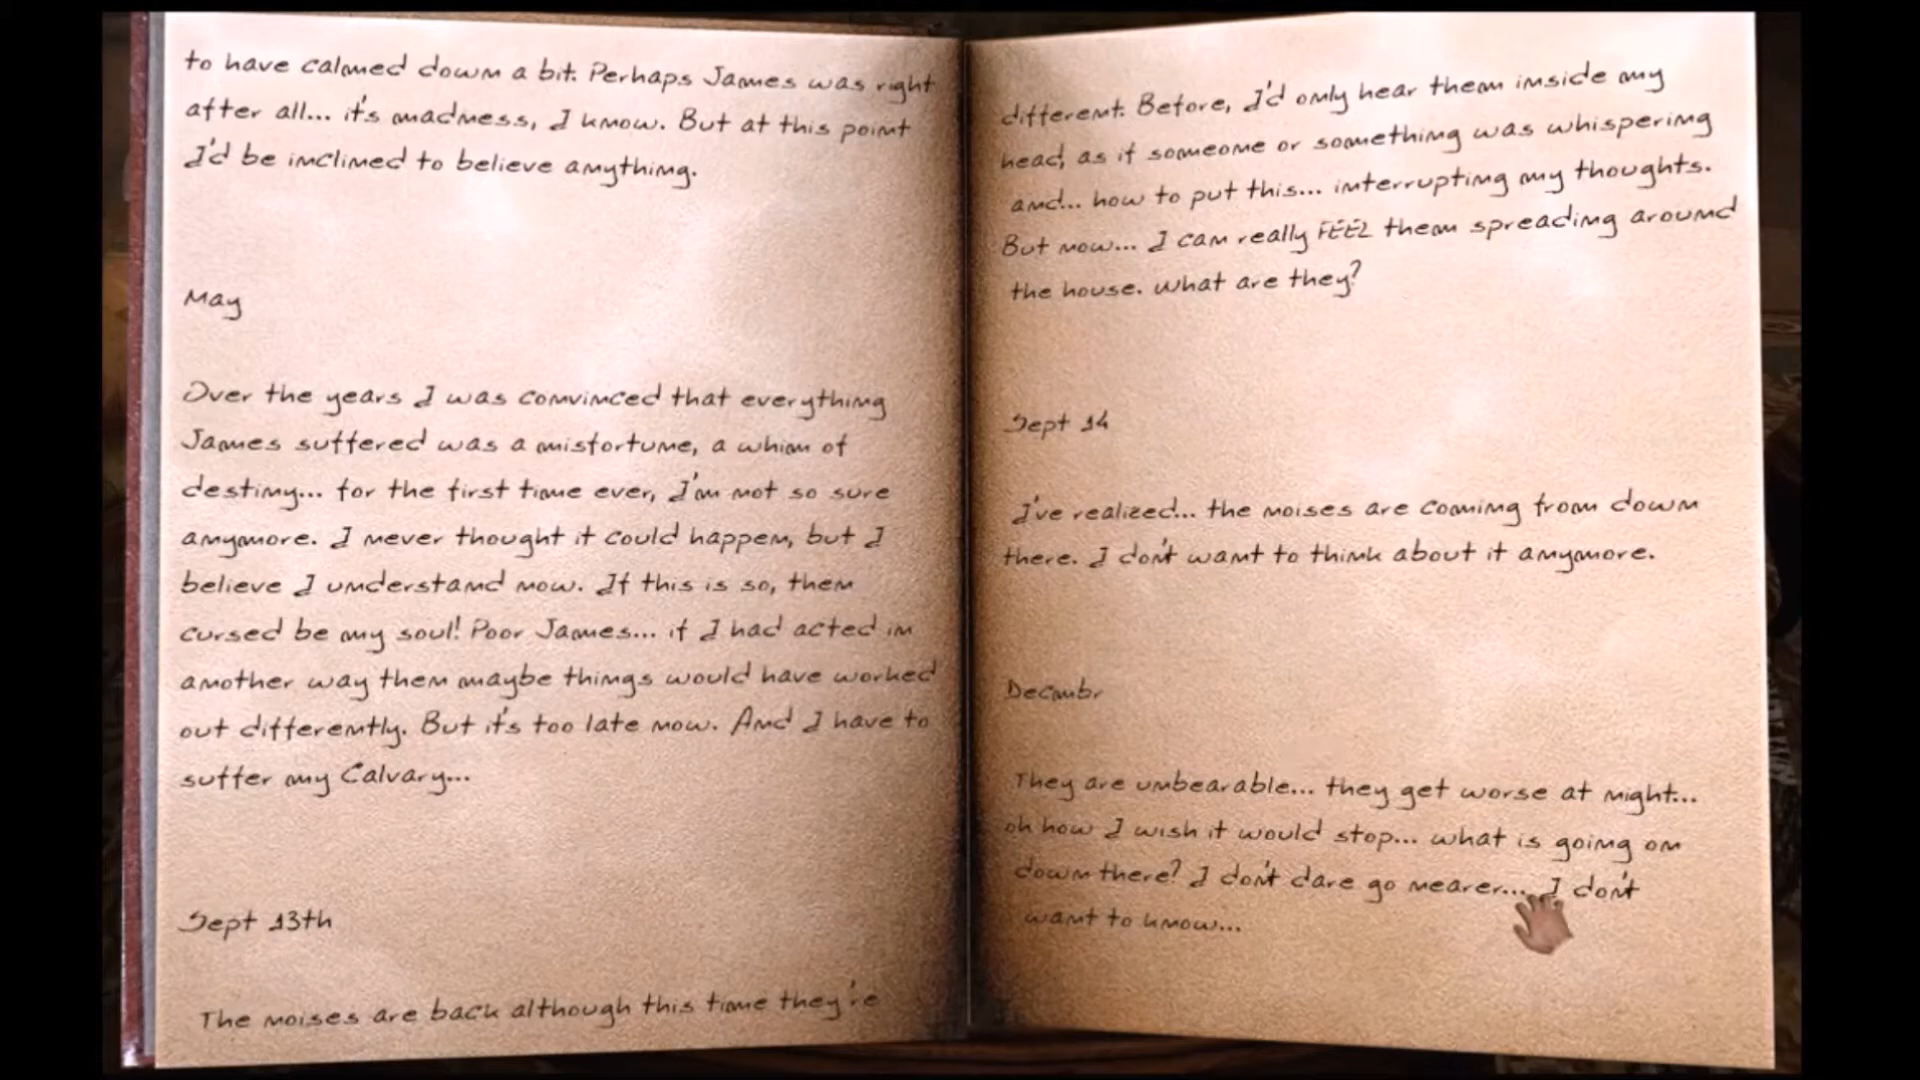 to have calmed down a bit. Perhaps James was right
after all... it's madness, I know. But at this point
I'd be inclined to believe anything.
May
Over the years I was convinced that everything
James suffered was a misfortune, a whim of
destiny... for the first time ever, I'm not so sure
anymore. I never thought it could happen, but I
believe I understand now. If this is so, then
cursed be my soul! Poor James... if I had acted in
another way then maybe things would have worked
out differently. But it's too late now. And I have to
suffer my Calvary...
Sept 13th
The noises are back although this time they're
different. Before, I'd only hear them inside my
head, as if someone or something was whispering
and... how to put this... interrupting my thoughts.
But now... I can really FEEL them spreading around
the house. what are they?
Sept 14
I've realized... the noises are coming from down
there. I don't want to think about it anymore.
Decmbr
They are unbearable... they get worse at night...
oh how I wish it would stop... what is going on
down there? I don't dare go nearer... I don't
want to know...